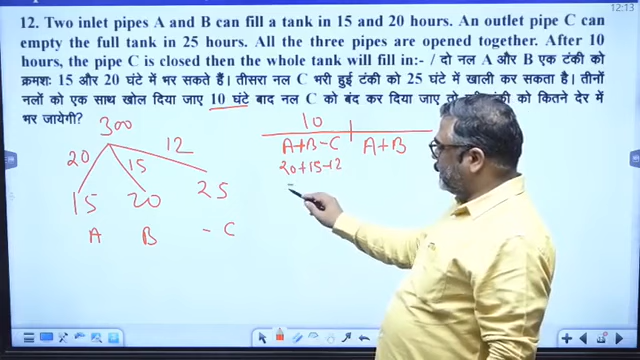 12:13
12. Two inlet pipes A and B can fill a tank in 15 and 20 hours. An outlet pipe C can
empty the full tank in 25 hours. All the three pipes are opened together. After 10
hours, the pipe C is closed then the whole tank will fill in:- / दो नल A और B एक टंकी को
क्रमशः 15 और 20 घंटे में भर सकते हैं। तीसरा नल C भरी हुई टंकी को 25 घंटे में खाली कर सकता है। तीनों
नलों को एक साथ खोल दिया जाए 10 घंटे बाद नल C को बंद कर दिया जाए तो को कितने देर में
भर जायेगी?
300
10
20 15 12
A+B-C A+B
20+15-12
15 20 25
A B - C